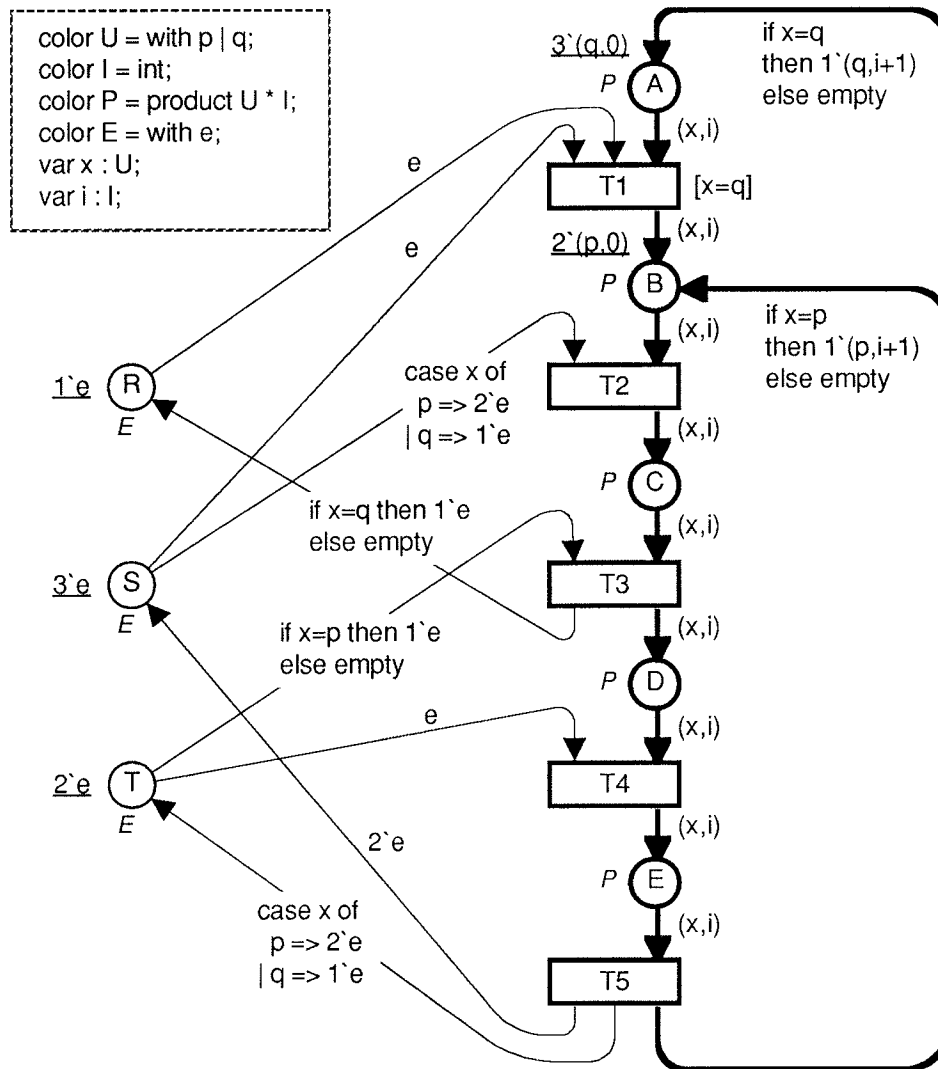 color U = with p | q;
color I = int;
color P = product U * I;
color E = with e;
var x : U;
var i : I;
3`(q,0)
P
A
if x=q
then 1`(q,i+1)
else empty
(x,i)
e
T1
[x=q]
(x,i)
e
2`(p,0)
P
B
(x,i)
if x=p
then 1`(p,i+1)
else empty
case x of
p => 2`e
| q => 1`e
T2
1`e
R
E
(x,i)
P
C
(x,i)
if x=q then 1`e
else empty
3`e
S
E
T3
(x,i)
if x=p then 1`e
else empty
P
D
(x,i)
e
2`e
T
E
T4
(x,i)
2`e
P
E
(x,i)
case x of
p => 2`e
| q => 1`e
T5